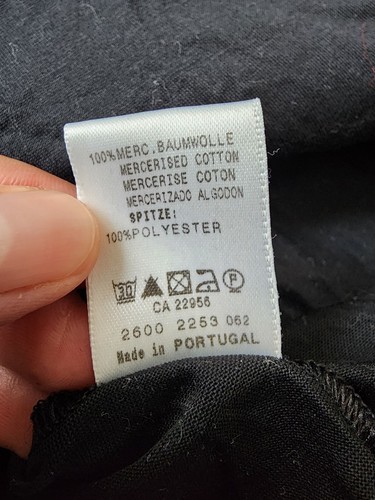 100%MERC.BAUMWOLLE
MERCERISED COTTON
MERCERISE COTON
MERCERIZADO ALGODON
SPITZE:
100%POLYESTER
30 P
CA 22956
2600 2253 062
Made in PORTUGAL